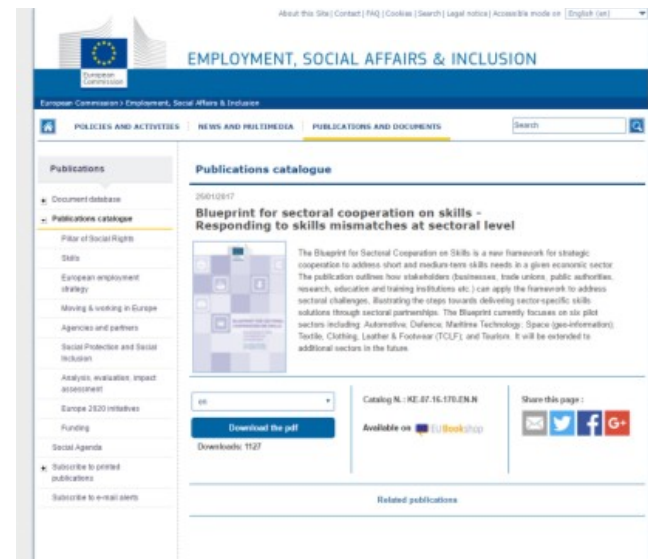 About this Site | Contact | FAQ | Cookies | Search | Legal notice | Accessible mode on English (en)
European
Commission
EMPLOYMENT, SOCIAL AFFAIRS & INCLUSION
European Commission > Employment, Social Affairs & Inclusion
POLICIES AND ACTIVITIES NEWS AND MULTIMEDIA PUBLICATIONS AND DOCUMENTS Search
Publications
Document database
Publications catalogue
Pillar of Social Rights
Skills
European employment
strategy
Moving & working in Europe
Agencies and partners
Social Protection and Social
Inclusion
Analysis, evaluation, impact
assessment
Europe 2020 initiatives
Funding
Social Agenda
Subscribe to printed
publications
Subscribe to e-mail alerts
Publications catalogue
26/01/2017
Blueprint for sectoral cooperation on skills -
Responding to skills mismatches at sectoral level
The Blueprint for Sectoral Cooperation on Skills is a new framework for strategic
cooperation to address short and medium-term skills needs in a given economic sector.
The publication outlines how stakeholders (businesses, trade unions, public authorities,
research, education and training institutions etc.) can apply the framework to address
sectoral challenges, illustrating the steps towards delivering sector-specific skills
solutions through sectoral partnerships. The Blueprint currently focuses on six pilot
sectors including: Automotive; Defence; Maritime Technology; Space (geo-information);
Textile, Clothing, Leather & Footwear (TCLF); and Tourism. It will be extended to
additional sectors in the future.
BLUEPRINT FOR SECTORAL
COOPERATION ON SKILLS
en
Download the pdf
Downloads: 1127
Catalog N. : KE-07-16-170-EN-N
Available on EU Bookshop
Share this page :
G+
Related publications